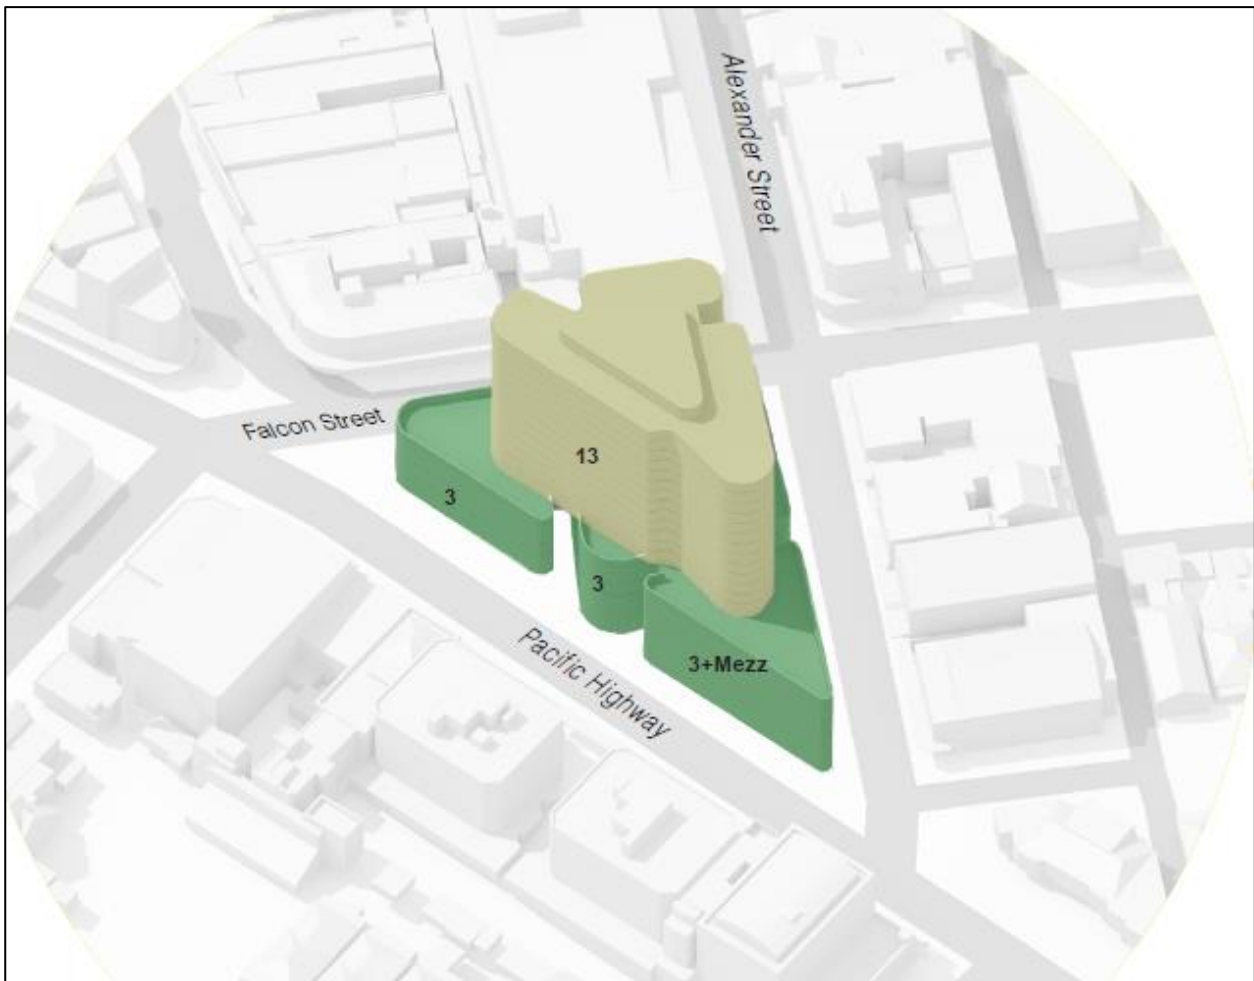 Alexander Street
Falcon Street
13
3
3
3+Mezz
Pacific Highway